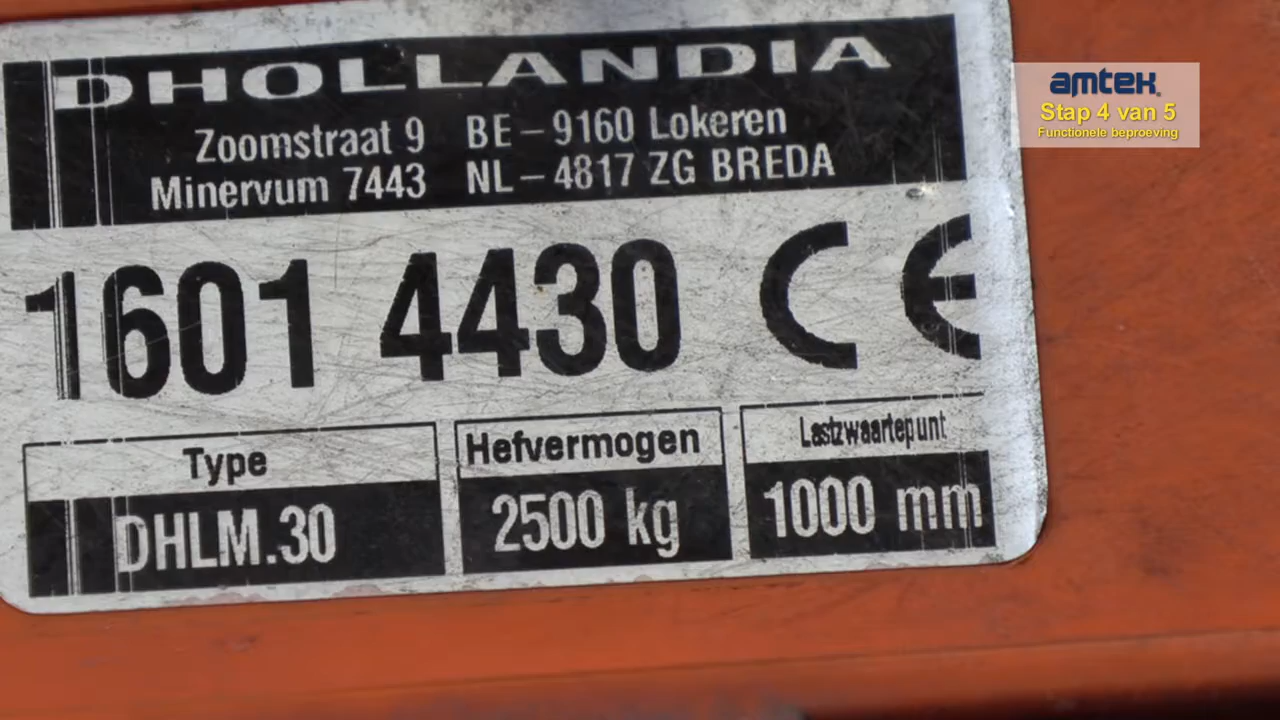 DHOLLANDIA
Zoomstraat 9 BE-9160 Lokeren
Minervum 7443 NL-4817 ZG BREDA
1601 4430 CE
Type Hefvermogen Lastzwaartepunt
DHLM.30 2500 kg 1000 mm
amtek
Stap 4 van 5
Functionele beproeving